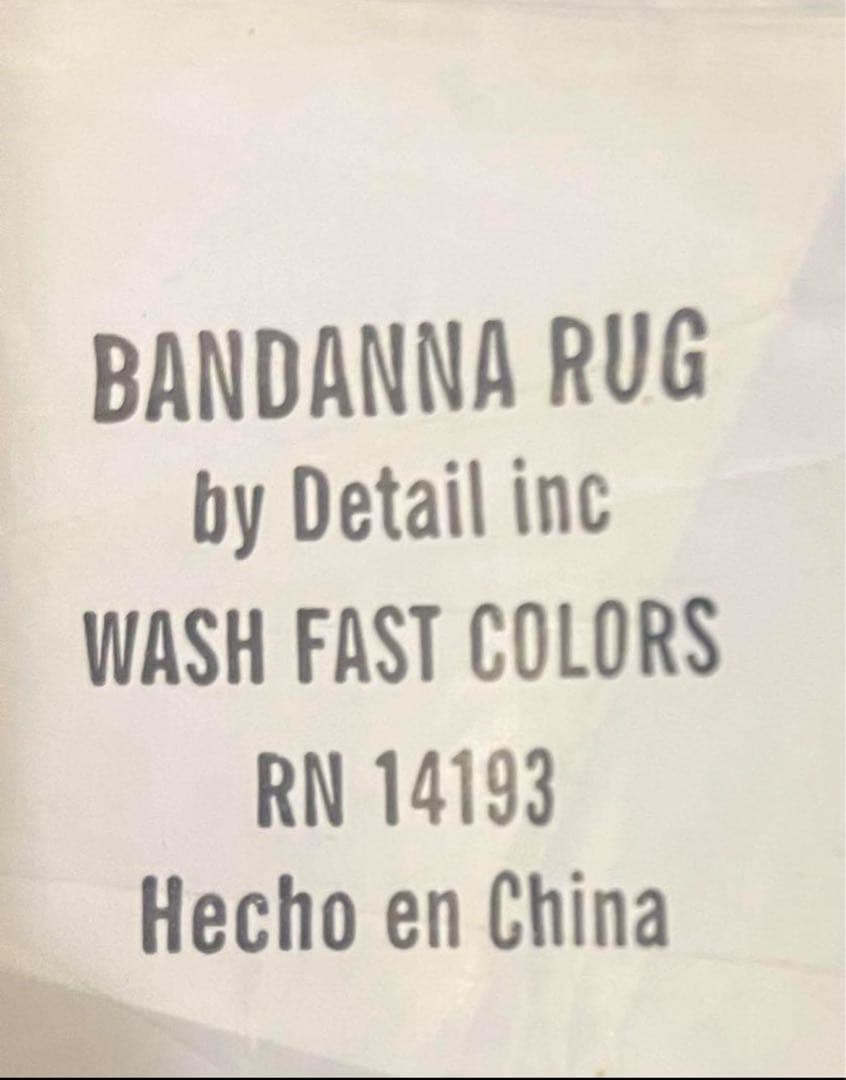 BANDANNA RUG
by Detail inc
WASH FAST COLORS
RN 14193
Hecho en China